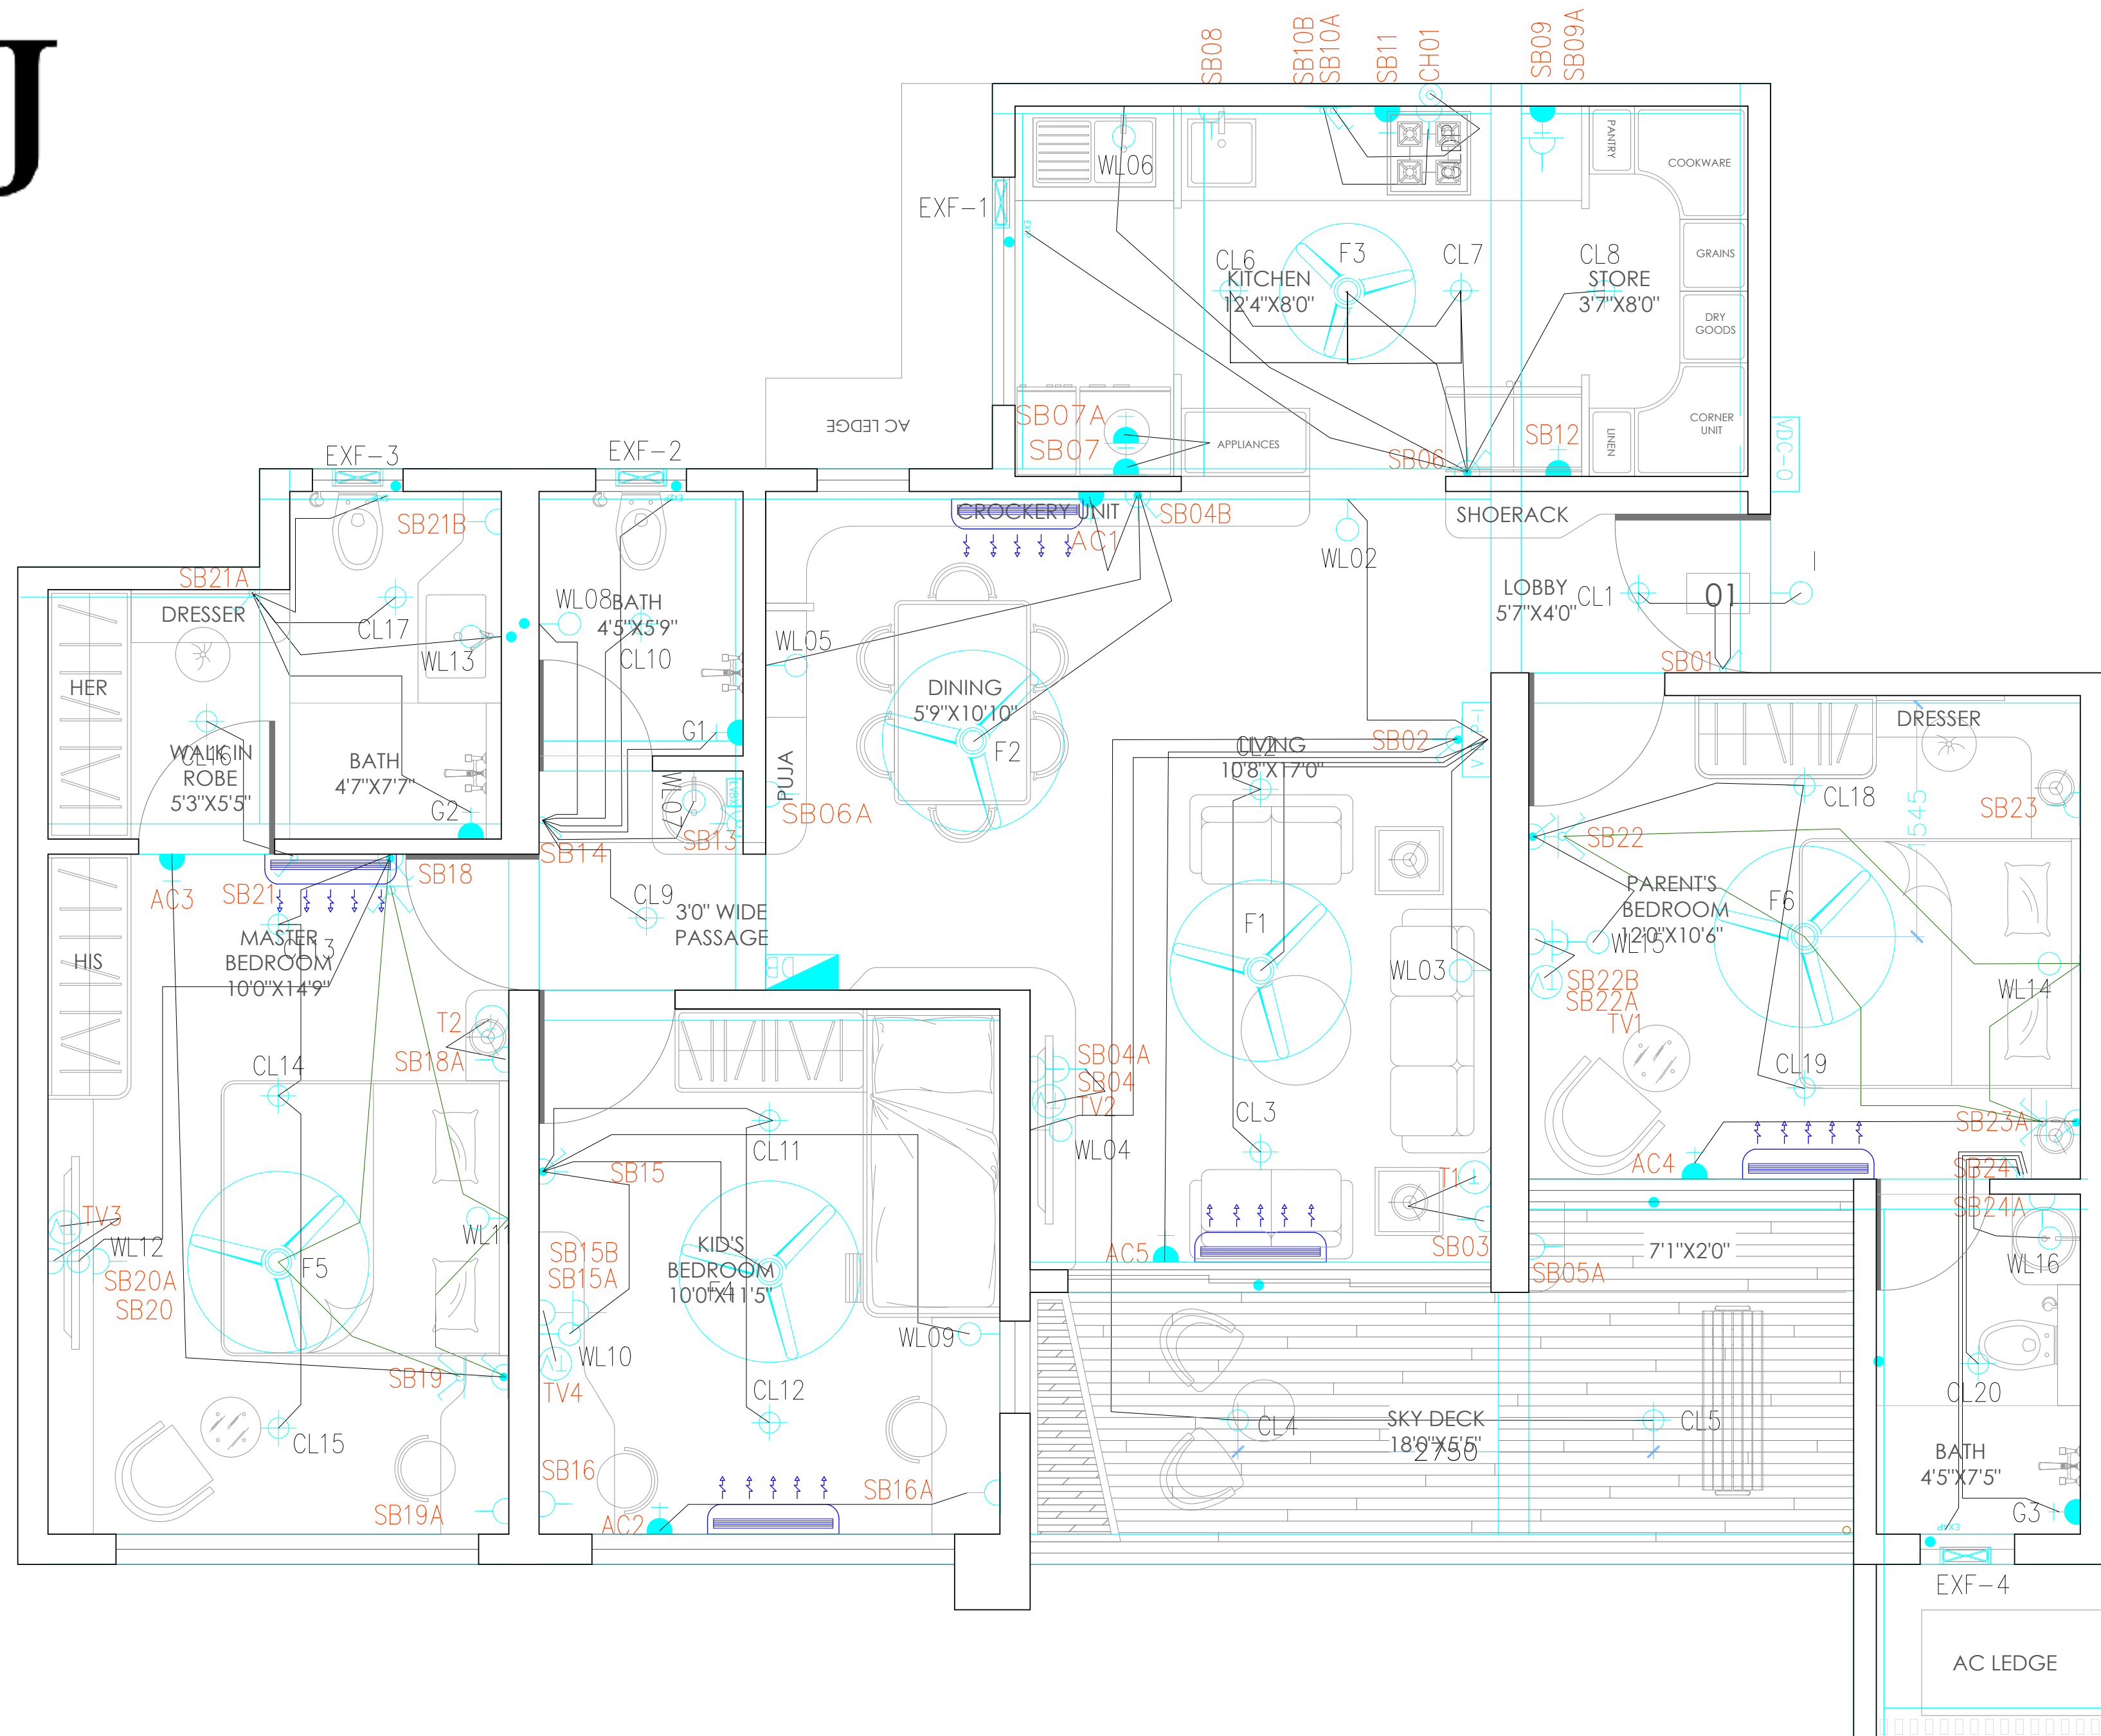 J
SB08
SB10B
SB10A
SB11
CH01
SB09
SB09A
PANTRY
COOKWARE
WL06
EXF-1
CL6
F3
CL7
CL8
KITCHEN
12'4"X8'0"
STORE
3'7"X8'0"
GRAINS
DRY
GOODS
CORNER
UNIT
LINEN
SB07A
SB07
APPLIANCES
SB06
SB12
AC LEDGE
VDC-0
EXF-3
EXF-2
SB21B
CROCKERY UNIT
SB04B
AC1
SHOERACK
WL02
SB21A
DRESSER
CL17
WL13
WL08
BATH
4'5"X5'9"
CL10
WL05
LOBBY
5'7"X4'0"
CL1
01
SB01
HER
DINING
5'9"X10'10"
F2
G1
PUJA
SB02
LIVING
CL2
10'8"X17'0"
DRESSER
WALK IN
ROBE
5'3"X5'5"
CL16
BATH
4'7"X7'7"
G2
WL07
SB13
SB06A
CL18
SB23
1545
SB14
SB22
AC3
SB21
SB18
CL9
3'0" WIDE
PASSAGE
F1
PARENT'S
BEDROOM
12'0"X10'6"
F6
MASTER
BEDROOM
10'0"X14'9"
CL13
HIS
DB
WL03
WL15
SB22B
SB22A
TV1
WL14
T2
SB18A
CL14
SB04A
SB04
TV2
WL04
CL19
CL11
CL3
SB23A
SB15
T1
AC4
SB24
SB24A
TV3
WL12
SB20A
SB20
F5
WL11
SB15B
SB15A
KID'S
BEDROOM
10'0"X11'5"
F4
AC5
SB03
7'1"X2'0"
SB05A
WL16
WL10
TV4
WL09
SB19
CL12
CL15
CL4
SKY DECK
18'0"X5'5"
2750
CL5
CL20
BATH
4'5"X7'5"
SB16
SB16A
SB19A
AC2
G3
EXF-4
AC LEDGE